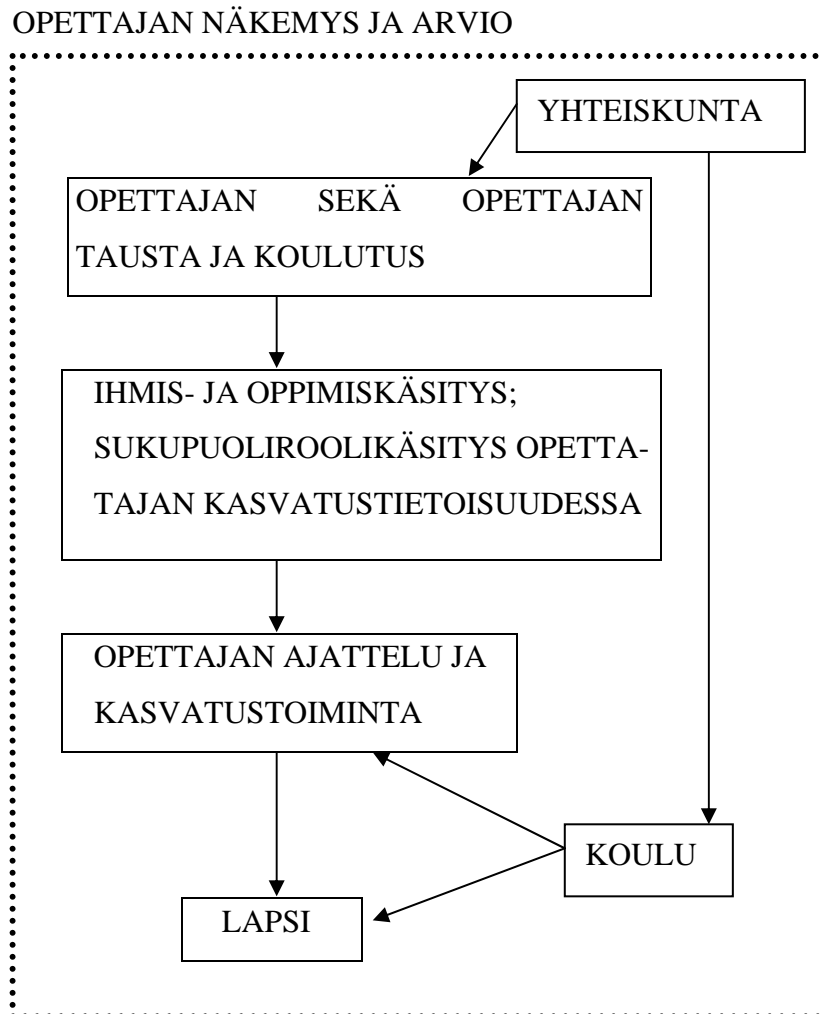 OPETTAJAN NÄKEMYS JA ARVIO
YHTEISKUNTA
OPETTAJAN SEKÄ OPETTAJAN
TAUSTA JA KOULUTUS
IHMIS- JA OPPIMISKÄSITYS;
SUKUPUOLIROOLIKÄSITYS OPETTA-
TAJAN KASVATUSTIETOISUUDESSA
OPETTAJAN AJATTELU JA
KASVATUSTOIMINTA
KOULU
LAPSI